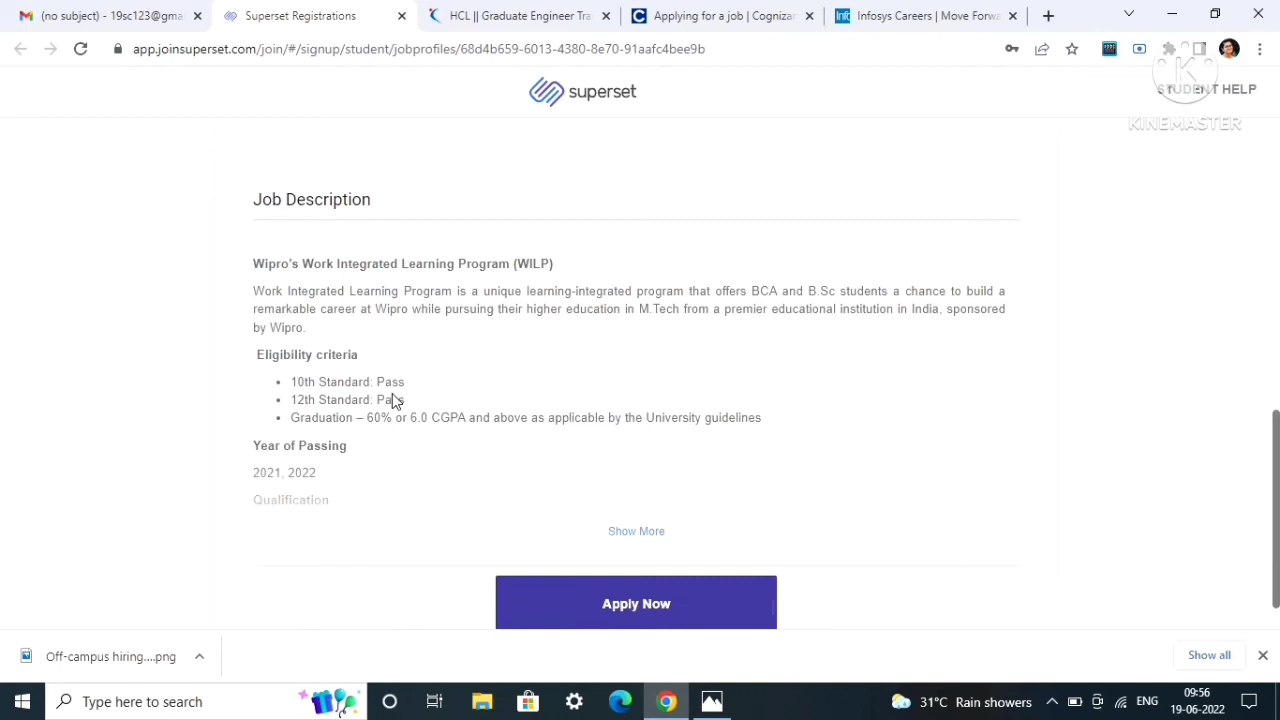 (no subject) - 19sc1z8@gma
Superset Registrations
HCL || Graduate Engineer Tra
Applying for a job | Cognizan
Infosys Careers | Move Forwa
app.joinsuperset.com/join/#/signup/student/jobprofiles/68d4b659-6013-4380-8e70-91aafc4bee9b
superset
STUDENT HELP
KINEMASTER
Job Description
Wipro's Work Integrated Learning Program (WILP)
Work Integrated Learning Program is a unique learning-integrated program that offers BCA and B.Sc students a chance to build a
remarkable career at Wipro while pursuing their higher education in M.Tech from a premier educational institution in India, sponsored
by Wipro.
Eligibility criteria
10th Standard: Pass
12th Standard: Pass
Graduation – 60% or 6.0 CGPA and above as applicable by the University guidelines
Year of Passing
2021, 2022
Qualification
Show More
Apply Now
Off-campus hiring....png
Show all
Type here to search
31°C Rain showers
ENG
09:56
19-06-2022